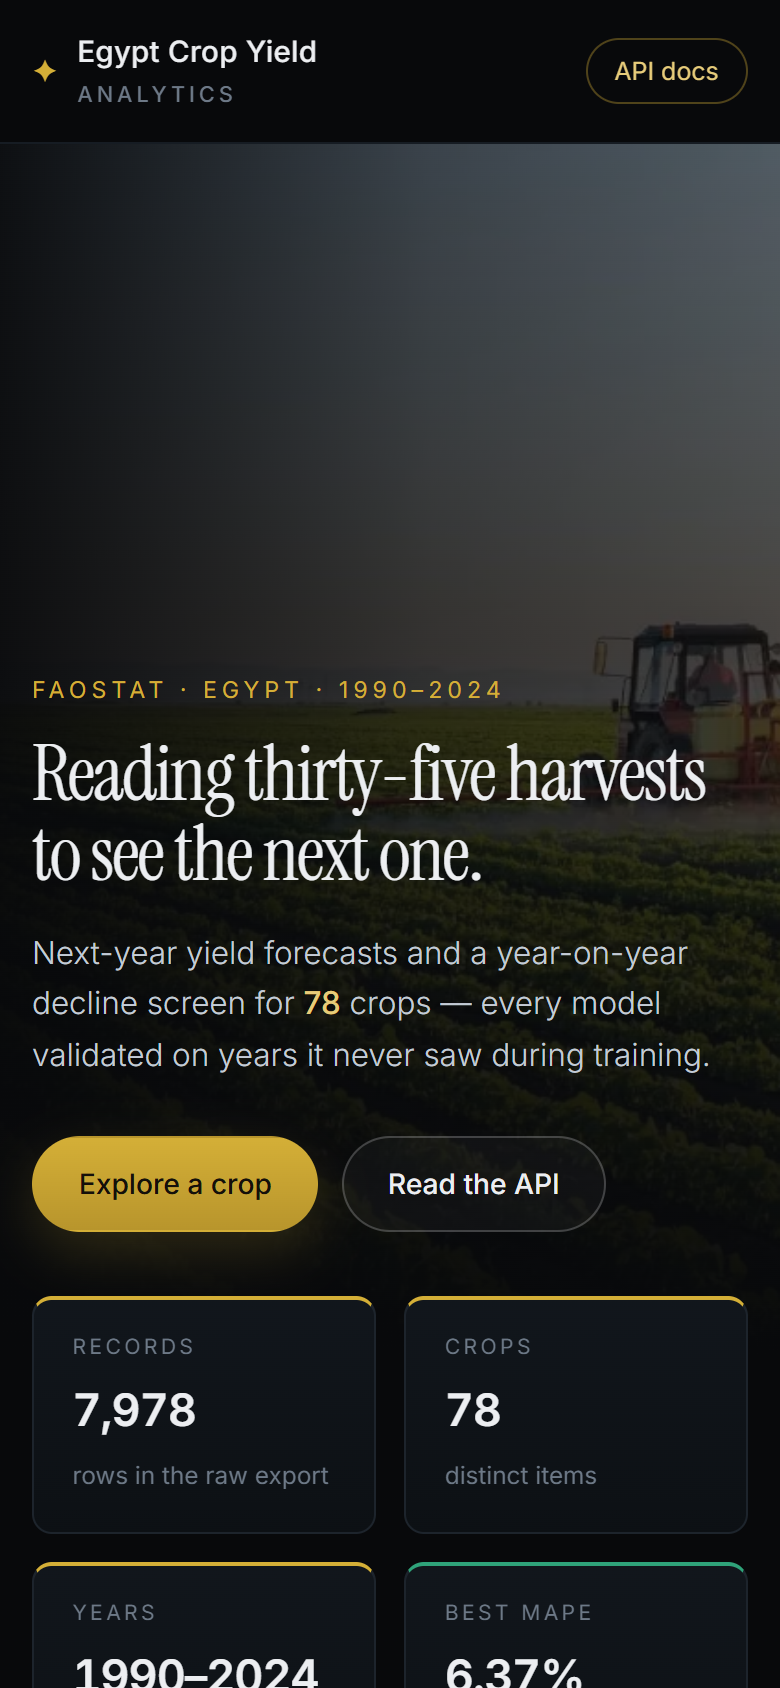 Egypt Crop Yield
ANALYTICS
API docs
FAOSTAT · EGYPT · 1990–2024
Reading thirty-five harvests
to see the next one.
Next-year yield forecasts and a year-on-year
decline screen for 78 crops — every model
validated on years it never saw during training.
Explore a crop
Read the API
RECORDS
7,978
rows in the raw export
CROPS
78
distinct items
YEARS
1990–2024
BEST MAPE
6.37%